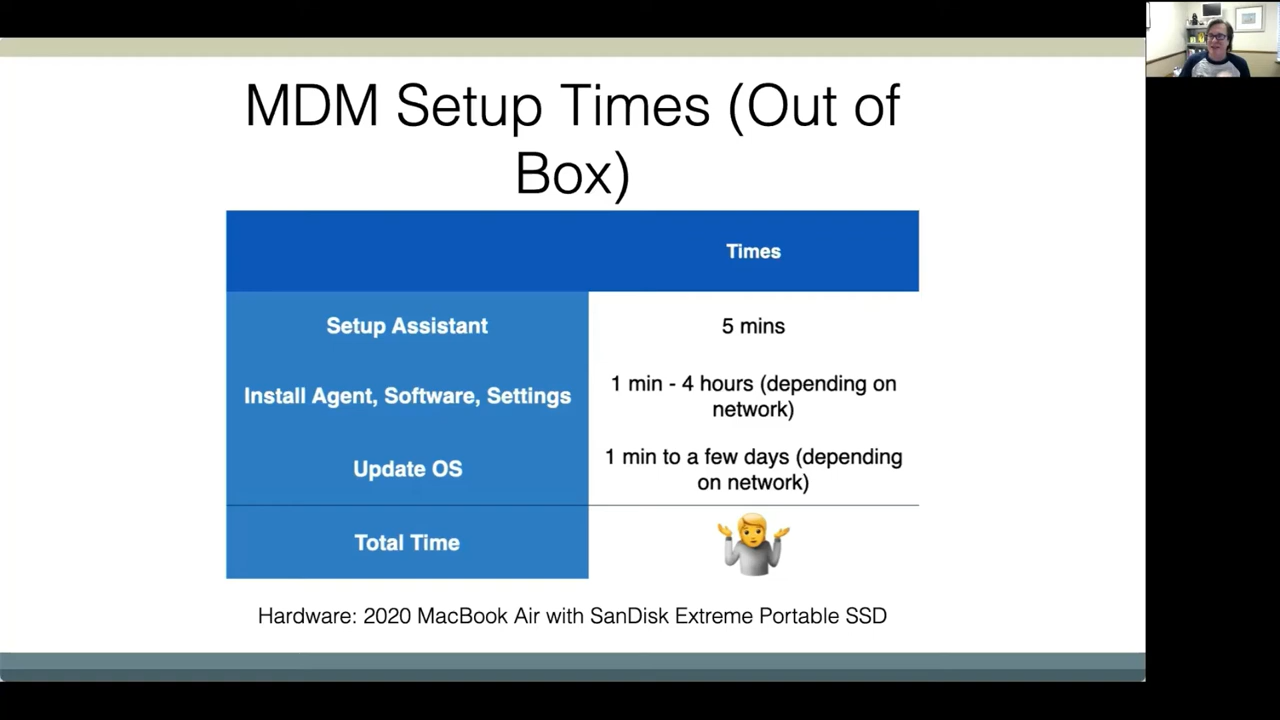 MDM Setup Times (Out of
Box)
Times
Setup Assistant
5 mins
Install Agent, Software, Settings
1 min - 4 hours (depending on
network)
Update OS
1 min to a few days (depending
on network)
Total Time
Hardware: 2020 MacBook Air with SanDisk Extreme Portable SSD